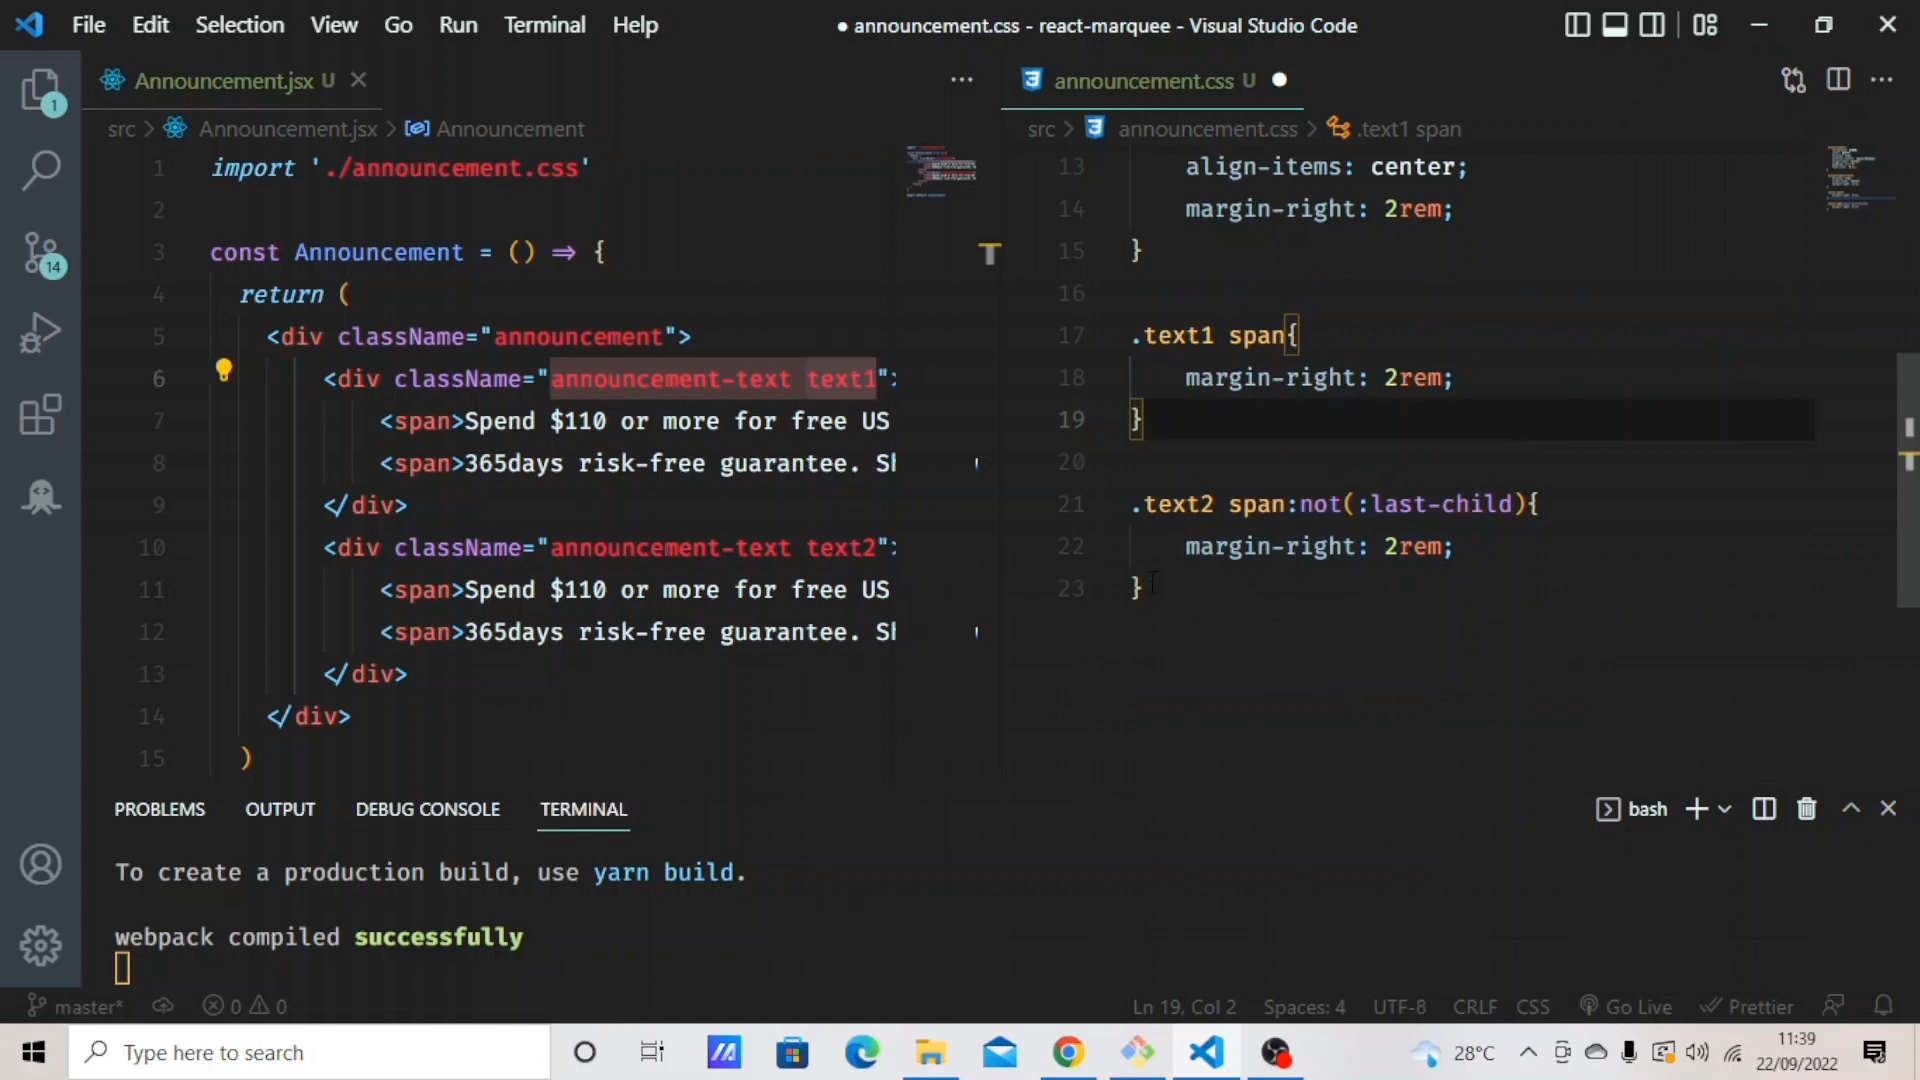 File Edit Selection View Go Run Terminal Help
● announcement.css - react-marquee - Visual Studio Code
Announcement.jsx U
src > Announcement.jsx > Announcement
1 import './announcement.css'
2
3 const Announcement = () => {
4 return (
5 <div className="announcement">
6 <div className="announcement-text text1">
7 <span>Spend $110 or more for free US
8 <span>365days risk-free guarantee.
9 </div>
10 <div className="announcement-text text2">
11 <span>Spend $110 or more for free US
12 <span>365days risk-free guarantee.
13 </div>
14 </div>
15 )
announcement.css U ●
src > announcement.css > .text1 span
13 align-items: center;
14 margin-right: 2rem;
15 }
16
17 .text1 span{
18 margin-right: 2rem;
19 }
20
21 .text2 span:not(:last-child){
22 margin-right: 2rem;
23 }
PROBLEMS OUTPUT DEBUG CONSOLE TERMINAL
bash
To create a production build, use yarn build.
webpack compiled successfully
1
14
master* 0 0
Ln 19, Col 2 Spaces: 4 UTF-8 CRLF CSS Go Live Prettier
Type here to search
28°C
11:39
22/09/2022